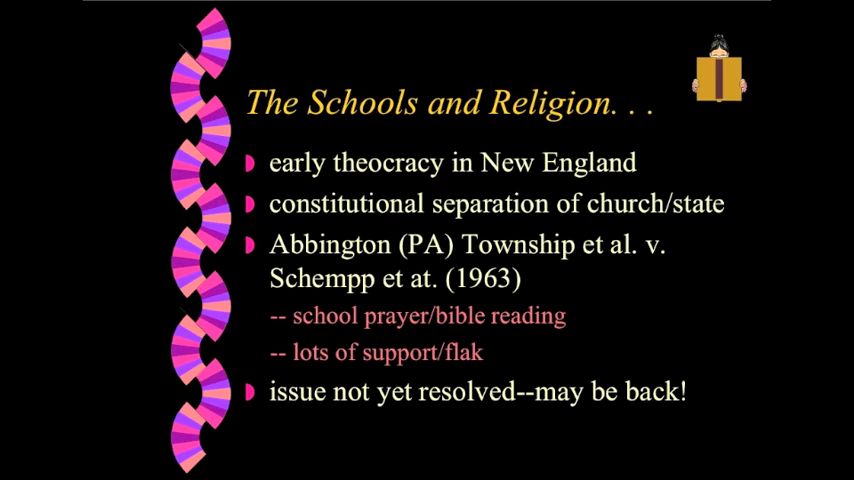 The Schools and Religion. . .
early theocracy in New England
constitutional separation of church/state
Abbington (PA) Township et al. v.
Schempp et at. (1963)
-- school prayer/bible reading
-- lots of support/flak
issue not yet resolved--may be back!